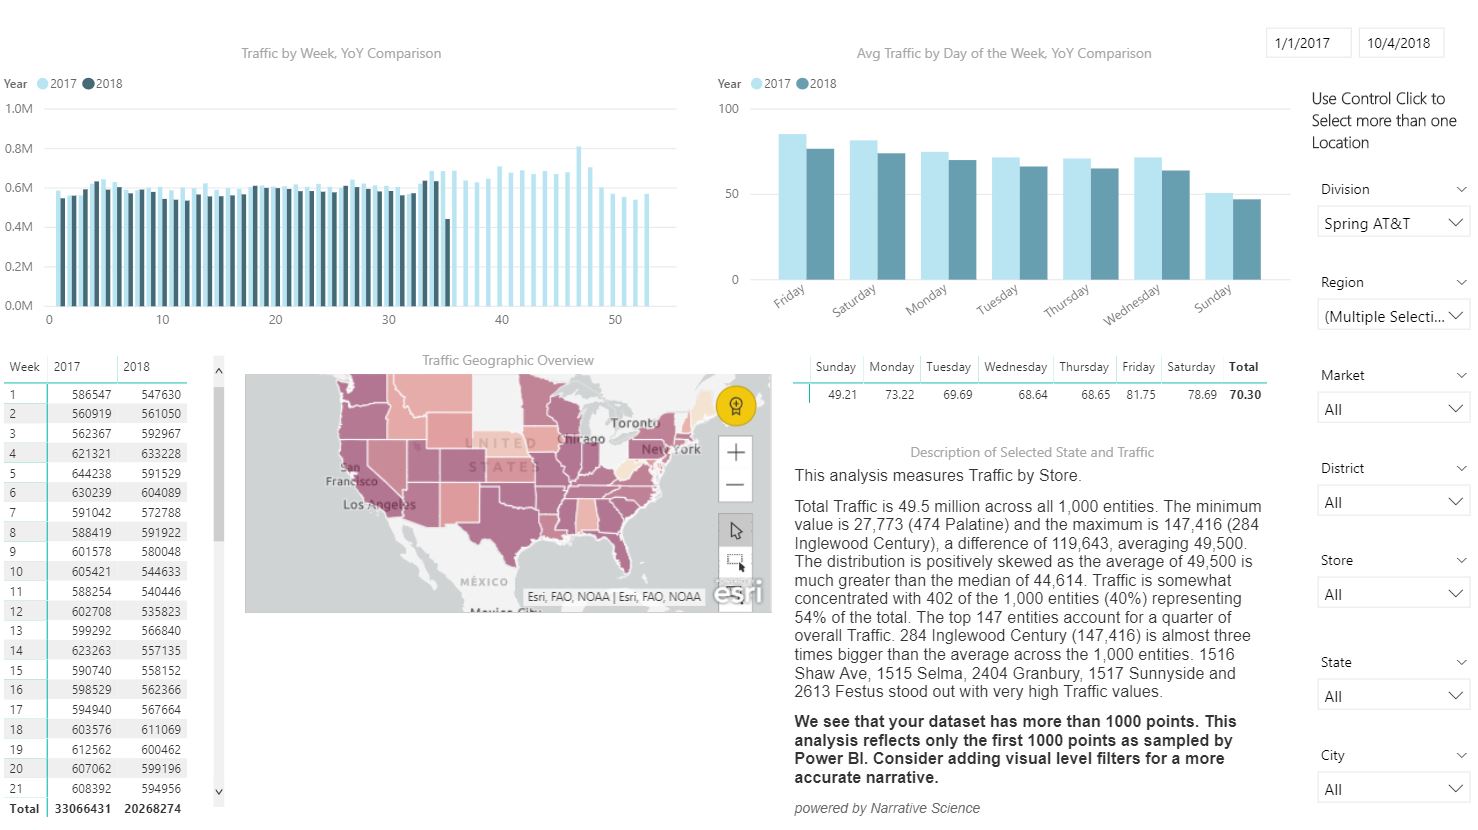 1/1/2017 10/4/2018
Traffic by Week, YoY Comparison
Year 2017 2018
1.0M
0.8M
0.6M
0.4M
0.2M
0.0M
0 10 20 30 40 50
Avg Traffic by Day of the Week, YoY Comparison
Year 2017 2018
100
50
0
Friday Saturday Monday Tuesday Thursday Wednesday Sunday
Use Control Click to
Select more than one
Location
Division
Spring AT&T
Region
(Multiple Selecti...
Market
All
District
All
Store
All
State
All
City
All
Week 2017 2018
1 586547 547630
2 560919 561050
3 562367 592967
4 621321 633228
5 644238 591529
6 630239 604089
7 591042 572788
8 588419 591922
9 601578 580048
10 605421 544633
11 588254 540446
12 602708 535823
13 599292 566840
14 623263 557135
15 590740 558152
16 598529 562366
17 594940 567664
18 603576 611069
19 612562 600462
20 607062 599196
21 608392 594956
Total 33066431 20268274
Traffic Geographic Overview
Toronto
UNITED Chicago New York
STATES
San
Francisco
Los Angeles
MÉXICO
Mexico City
Esri, FAO, NOAA | Esri, FAO, NOAA
esri
Sunday Monday Tuesday Wednesday Thursday Friday Saturday Total
49.21 73.22 69.69 68.64 68.65 81.75 78.69 70.30
Description of Selected State and Traffic
This analysis measures Traffic by Store.
Total Traffic is 49.5 million across all 1,000 entities. The minimum
value is 27,773 (474 Palatine) and the maximum is 147,416 (284
Inglewood Century), a difference of 119,643, averaging 49,500.
The distribution is positively skewed as the average of 49,500 is
much greater than the median of 44,614. Traffic is somewhat
concentrated with 402 of the 1,000 entities (40%) representing
54% of the total. The top 147 entities account for a quarter of
overall Traffic. 284 Inglewood Century (147,416) is almost three
times bigger than the average across the 1,000 entities. 1516
Shaw Ave, 1515 Selma, 2404 Granbury, 1517 Sunnyside and
2613 Festus stood out with very high Traffic values.
We see that your dataset has more than 1000 points. This
analysis reflects only the first 1000 points as sampled by
Power BI. Consider adding visual level filters for a more
accurate narrative.
powered by Narrative Science